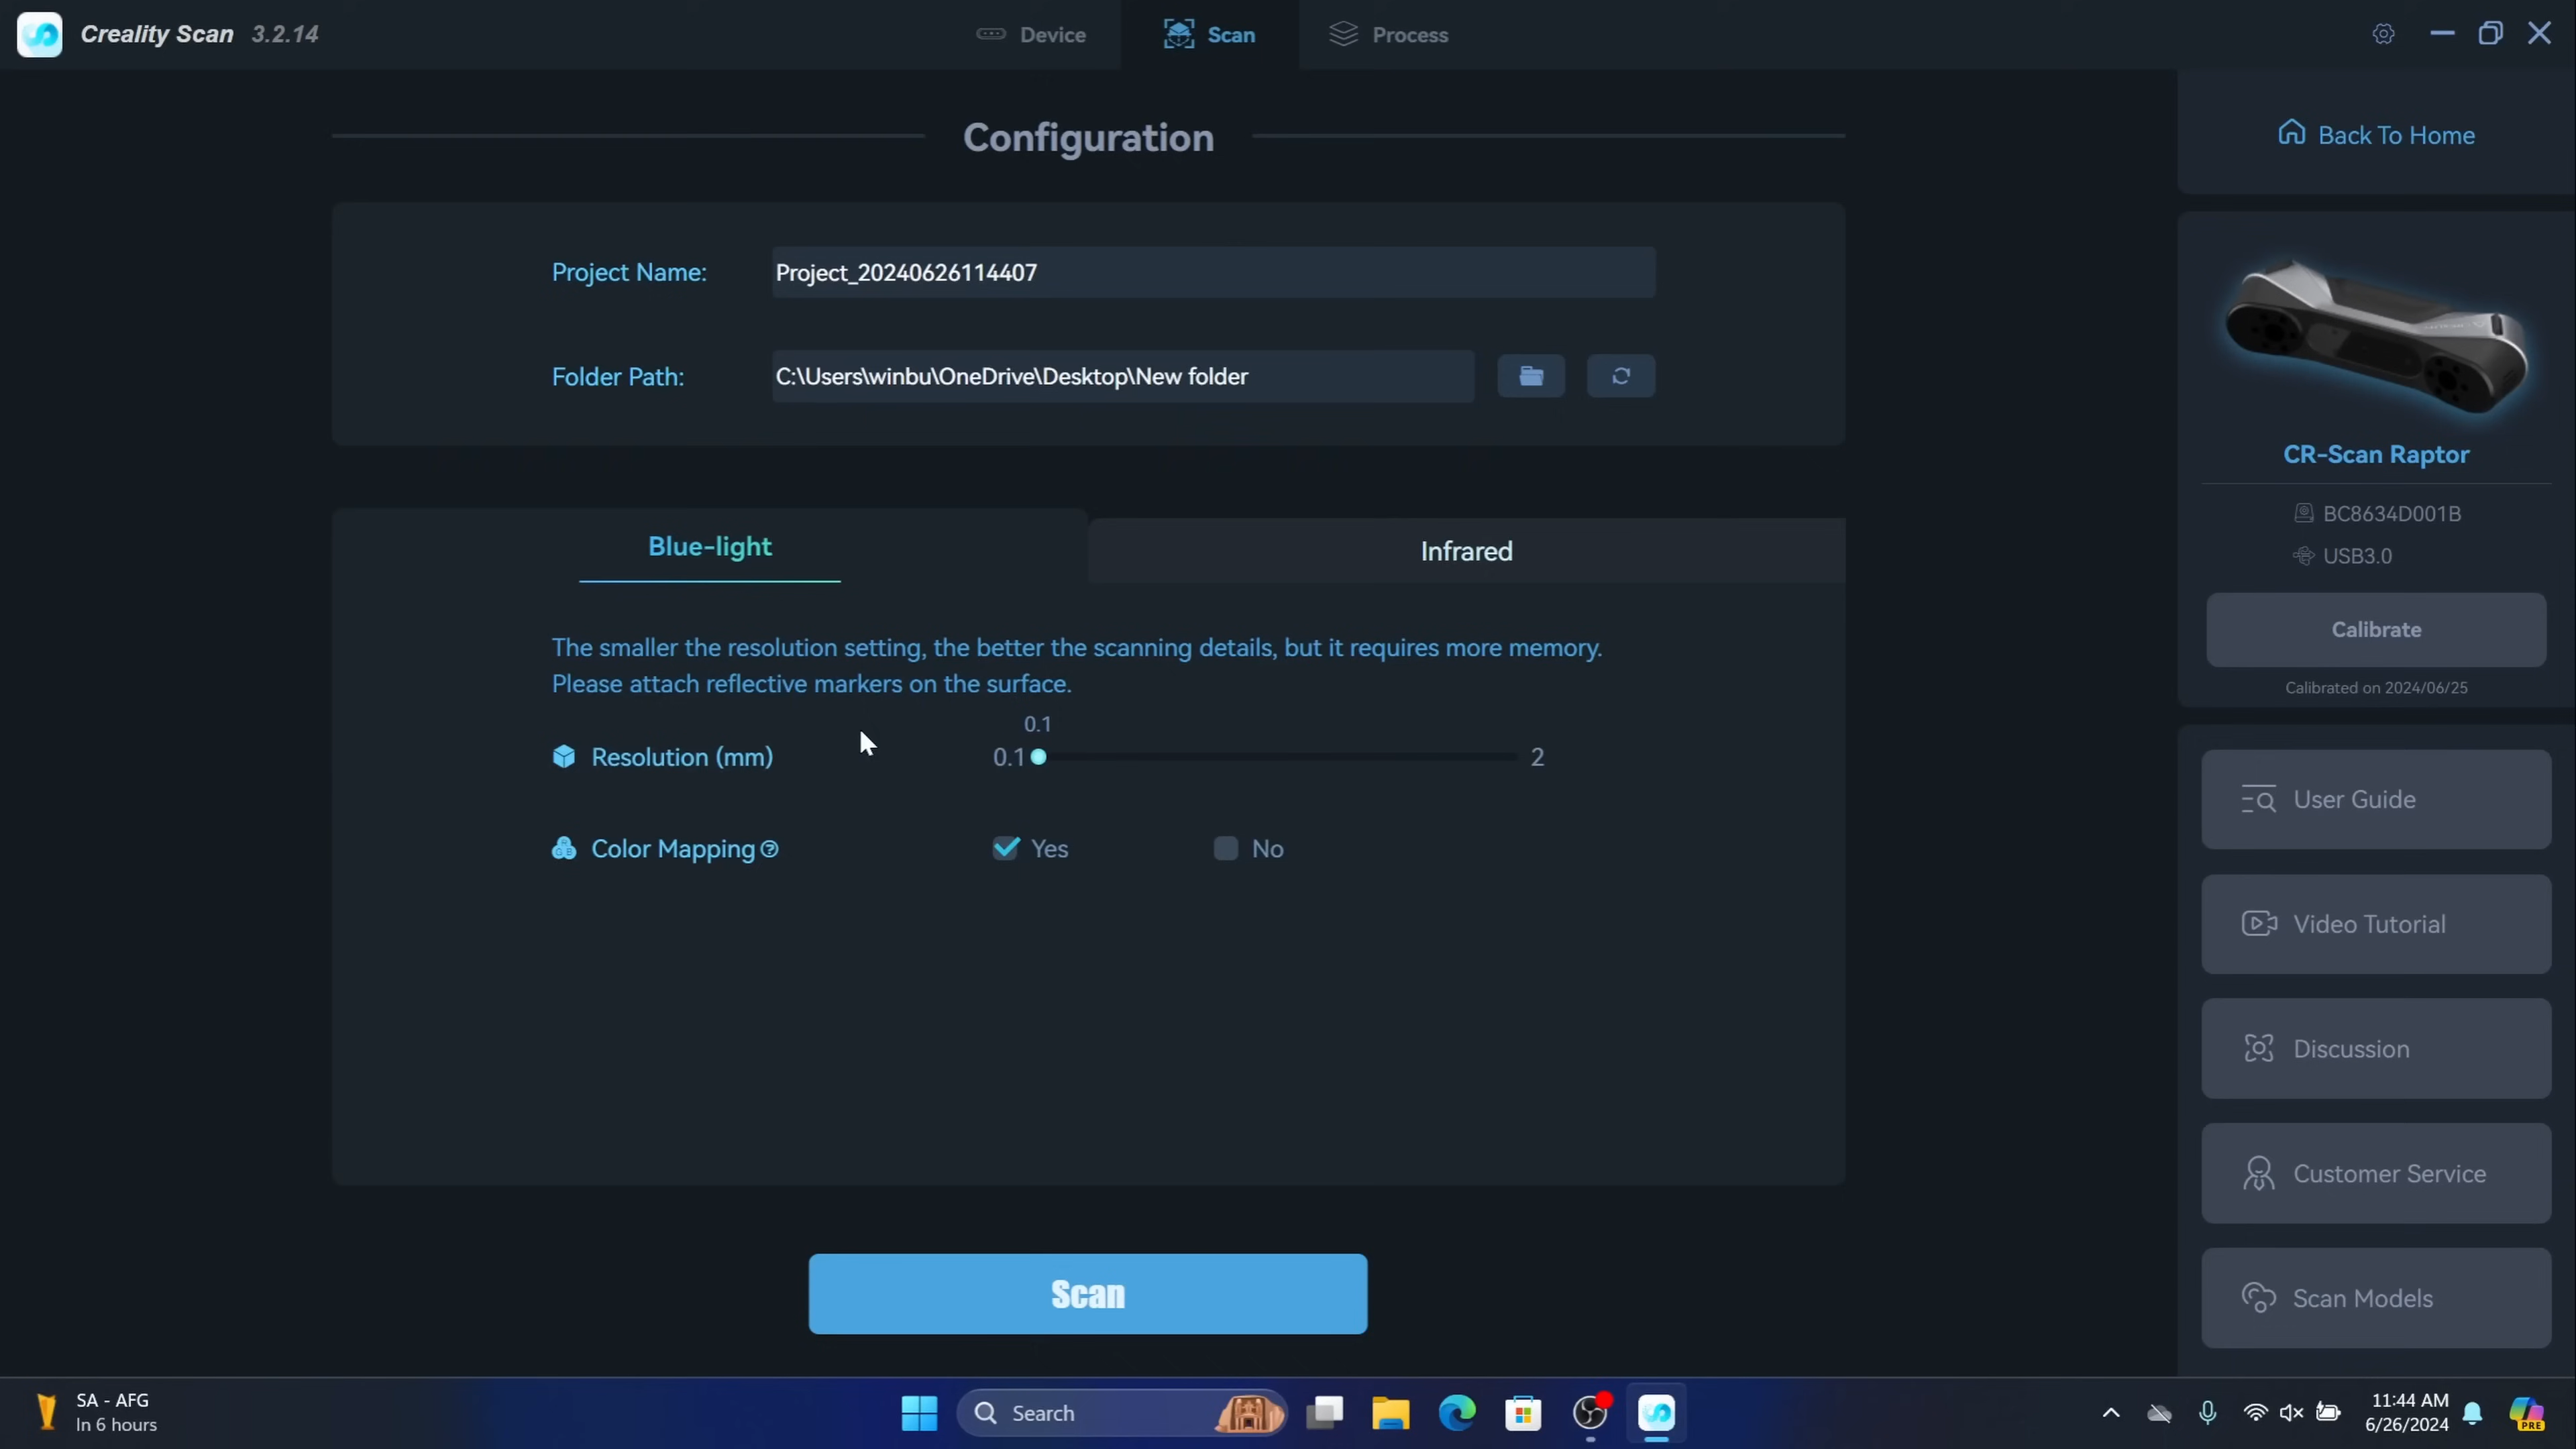 Creality Scan 3.2.14
Device
Scan
Process
Configuration
Back To Home
Project Name:
Project_20240626114407
Folder Path:
C:\Users\winbu\OneDrive\Desktop\New folder
CR-Scan Raptor
BC8634D001B
USB3.0
Calibrate
Calibrated on 2024/06/25
Blue-light
Infrared
The smaller the resolution setting, the better the scanning details, but it requires more memory.
Please attach reflective markers on the surface.
0.1
Resolution (mm)
0.1
2
Color Mapping
Yes
No
User Guide
Video Tutorial
Discussion
Customer Service
Scan Models
Scan
SA - AFG
In 6 hours
Search
11:44 AM
6/26/2024
PRE